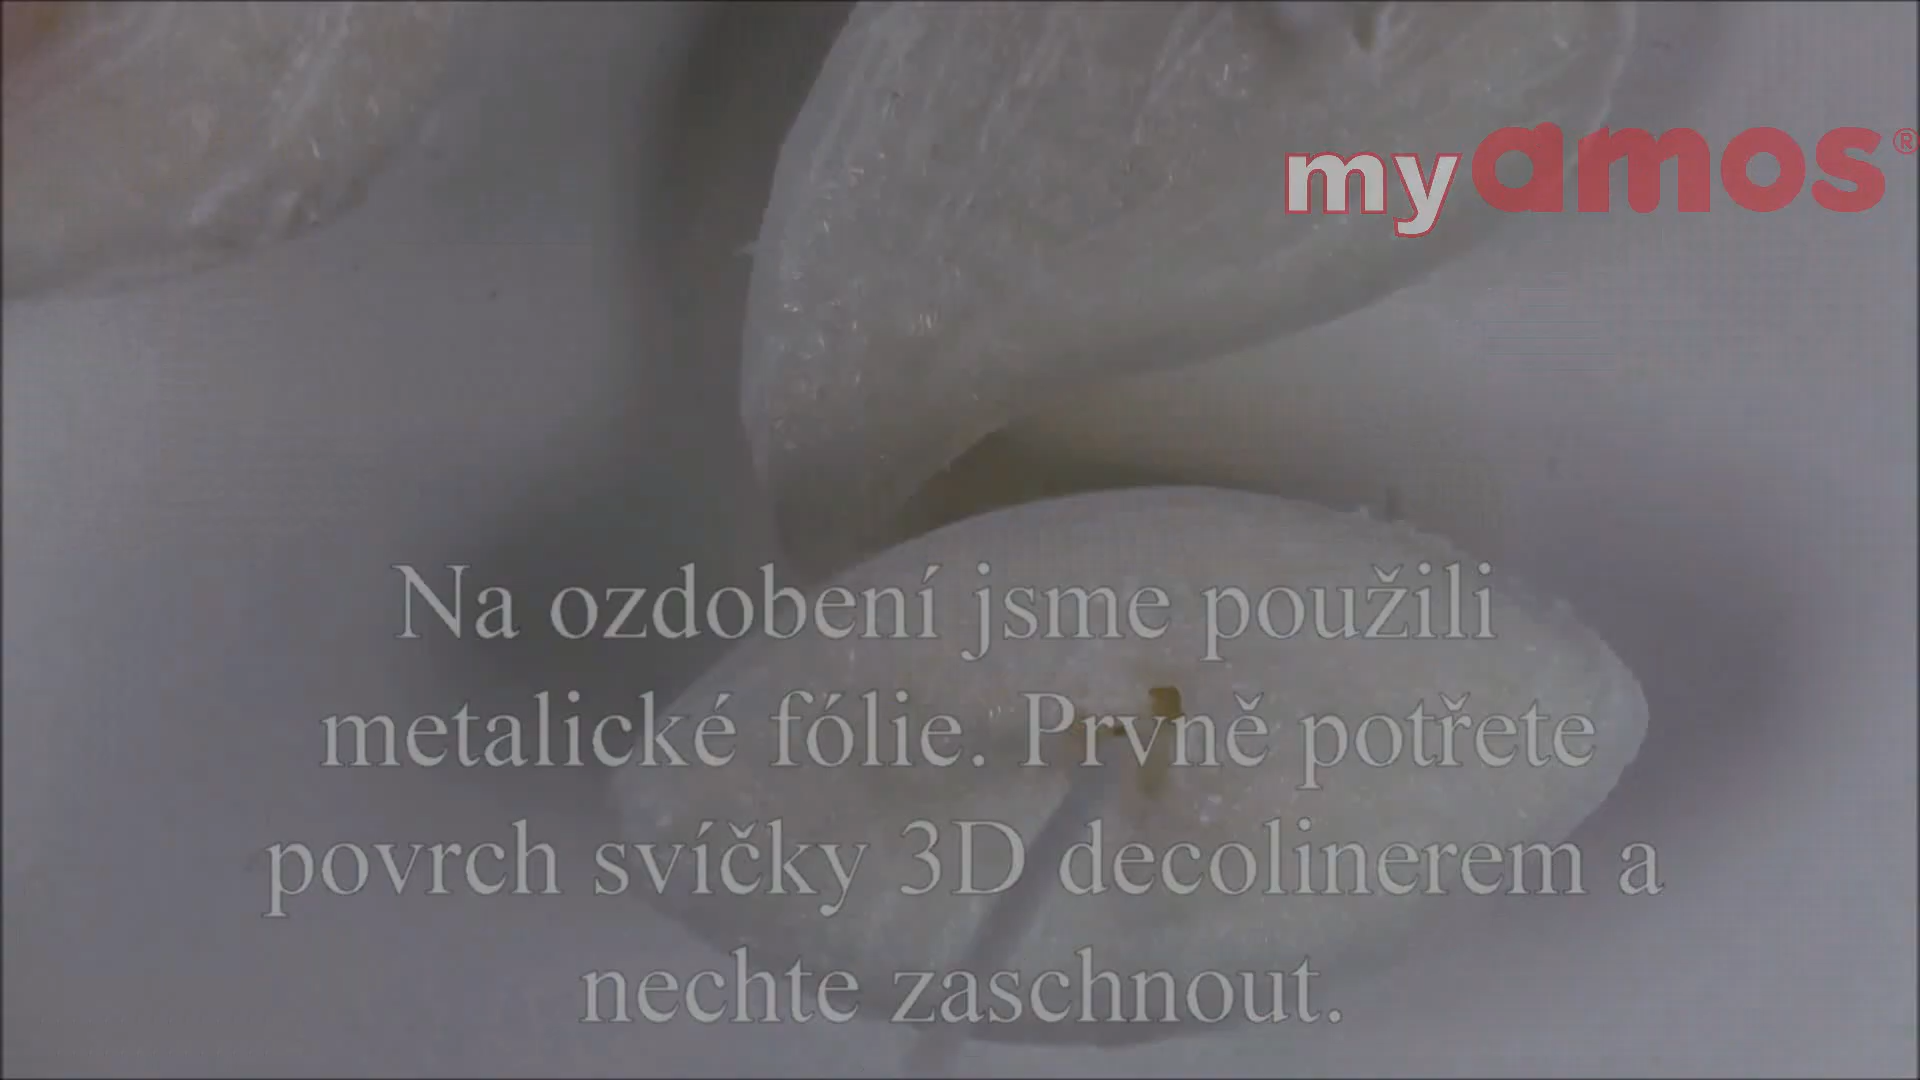 myamos®
Na ozdobení jsme použili
metalické fólie. Prvně potřete
povrch svíčky 3D decolinerem a
nechte zaschnout.